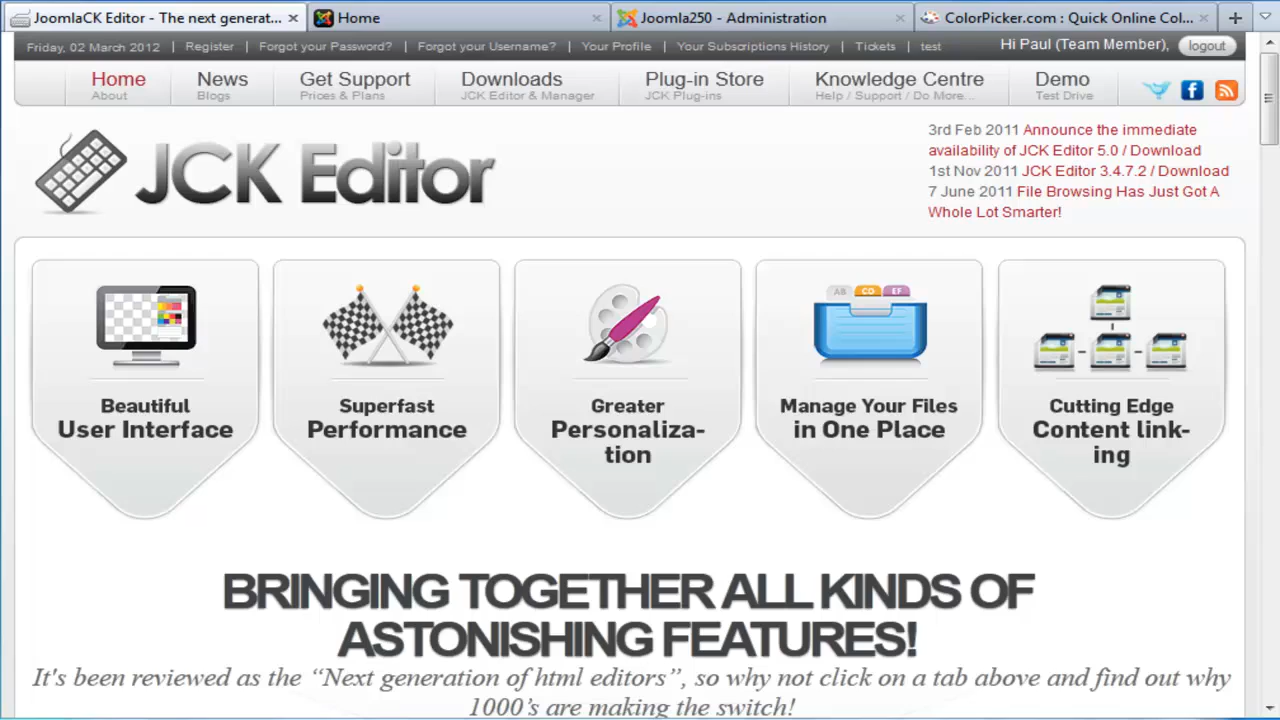 JoomlaCK Editor - The next generat...
Home
Joomla250 - Administration
ColorPicker.com : Quick Online Col...
Friday, 02 March 2012 | Register | Forgot your Password? | Forgot your Username? | Your Profile | Your Subscriptions History | Tickets | test
Hi Paul (Team Member), logout
Home
About
News
Blogs
Get Support
Prices & Plans
Downloads
JCK Editor & Manager
Plug-in Store
JCK Plug-ins
Knowledge Centre
Help / Support / Do More...
Demo
Test Drive
JCK Editor
3rd Feb 2011 Announce the immediate
availability of JCK Editor 5.0 / Download
1st Nov 2011 JCK Editor 3.4.7.2 / Download
7 June 2011 File Browsing Has Just Got A
Whole Lot Smarter!
Beautiful
User Interface
Superfast
Performance
Greater
Personaliza-
tion
AB CD EF
Manage Your Files
in One Place
Cutting Edge
Content link-
ing
BRINGING TOGETHER ALL KINDS OF
ASTONISHING FEATURES!
It's been reviewed as the “Next generation of html editors”, so why not click on a tab above and find out why
1000’s are making the switch!